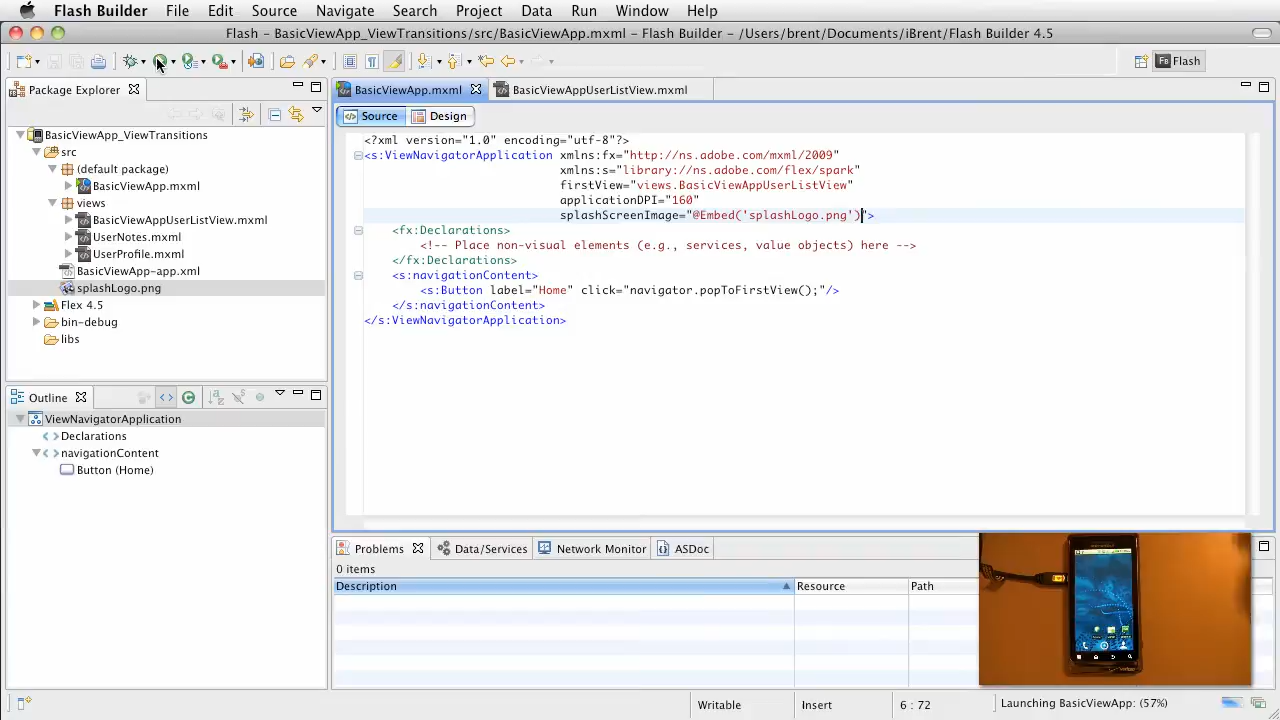 Flash Builder File Edit Source Navigate Search Project Data Run Window Help
Flash - BasicViewApp_ViewTransitions/src/BasicViewApp.mxml - Flash Builder - /Users/brent/Documents/iBrent/Flash Builder 4.5
Fb Flash
Package Explorer
BasicViewApp_ViewTransitions
src
(default package)
BasicViewApp.mxml
views
BasicViewAppUserListView.mxml
UserNotes.mxml
UserProfile.mxml
BasicViewApp-app.xml
splashLogo.png
Flex 4.5
bin-debug
libs
Outline
ViewNavigatorApplication
Declarations
navigationContent
Button (Home)
BasicViewApp.mxml BasicViewAppUserListView.mxml
Source Design
<?xml version="1.0" encoding="utf-8"?>
<s:ViewNavigatorApplication xmlns:fx="http://ns.adobe.com/mxml/2009"
xmlns:s="library://ns.adobe.com/flex/spark"
firstView="views.BasicViewAppUserListView"
applicationDPI="160"
splashScreenImage="@Embed('splashLogo.png')">
<fx:Declarations>
<!-- Place non-visual elements (e.g., services, value objects) here -->
</fx:Declarations>
<s:navigationContent>
<s:Button label="Home" click="navigator.popToFirstView();"/>
</s:navigationContent>
</s:ViewNavigatorApplication>
Problems Data/Services Network Monitor ASDoc
0 items
Description Resource Path
Writable Insert 6 : 72 Launching BasicViewApp: (57%)